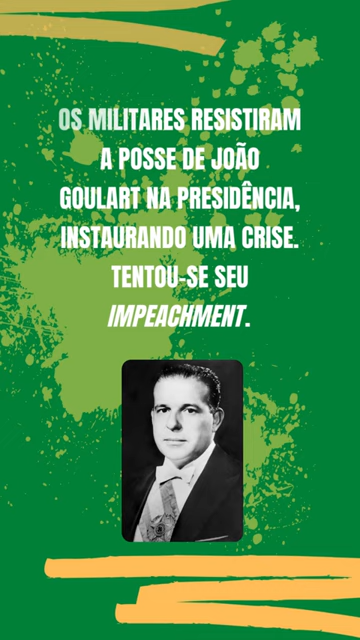 OS MILITARES RESISTIRAM
A POSSE DE JOÃO
GOULART NA PRESIDÊNCIA,
INSTAURANDO UMA CRISE.
TENTOU-SE SEU
IMPEACHMENT.